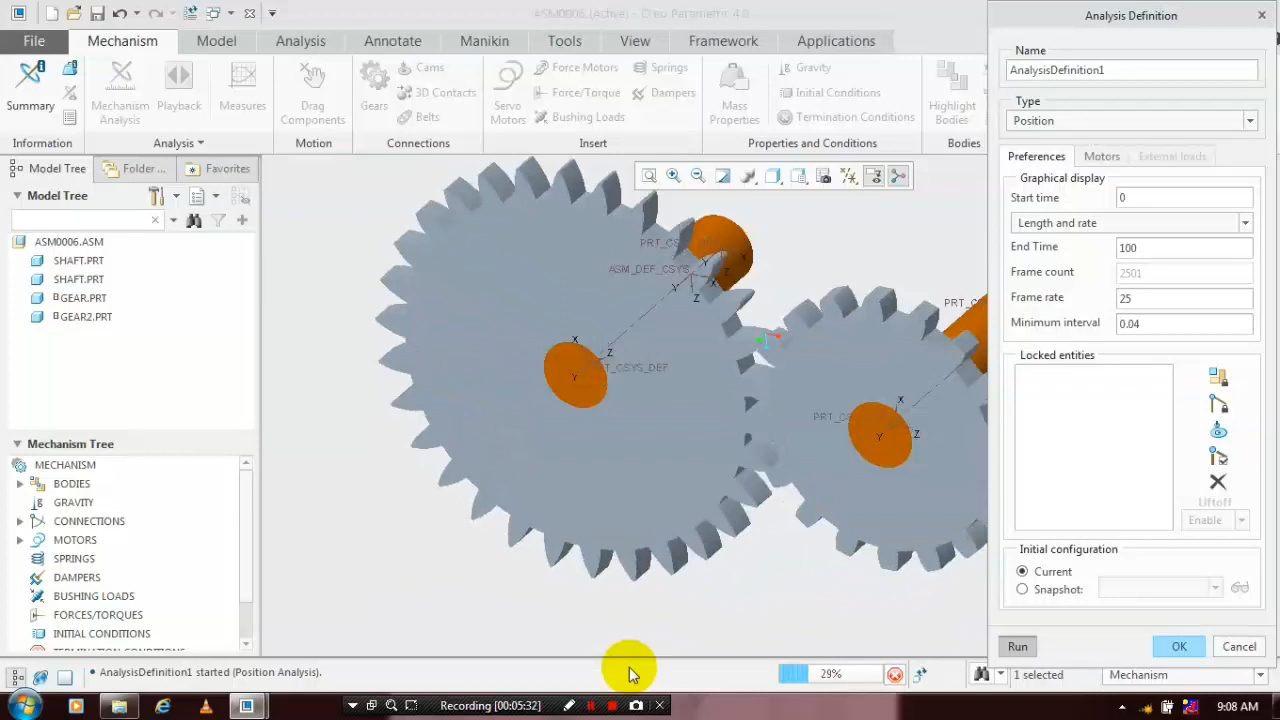 ASM0006 (Active) - Creo Parametric 4.0
Analysis Definition
File Mechanism Model Analysis Annotate Manikin Tools View Framework Applications
Summary
Mechanism Analysis
Playback
Measures
Drag Components
Gears
Cams
3D Contacts
Belts
Servo Motors
Force Motors
Force/Torque
Bushing Loads
Springs
Dampers
Mass Properties
Gravity
Initial Conditions
Termination Conditions
Highlight Bodies
Information Analysis Motion Connections Insert Properties and Conditions Bodies
Model Tree Folder ... Favorites
Model Tree
ASM0006.ASM
SHAFT.PRT
SHAFT.PRT
GEAR.PRT
GEAR2.PRT
Mechanism Tree
MECHANISM
BODIES
GRAVITY
CONNECTIONS
MOTORS
SPRINGS
DAMPERS
BUSHING LOADS
FORCES/TORQUES
INITIAL CONDITIONS
ASM_DEF_CSYS
X
Y
Z
X
Y
Z
Name
AnalysisDefinition1
Type
Position
Preferences Motors External loads
Graphical display
Start time 0
Length and rate
End Time 100
Frame count 2501
Frame rate 25
Minimum interval 0.04
Locked entities
Liftoff
Enable
Initial configuration
Current
Snapshot:
Run OK Cancel
• AnalysisDefinition1 started (Position Analysis).
29%
1 selected
Mechanism
Recording [00:05:32]
9:08 AM